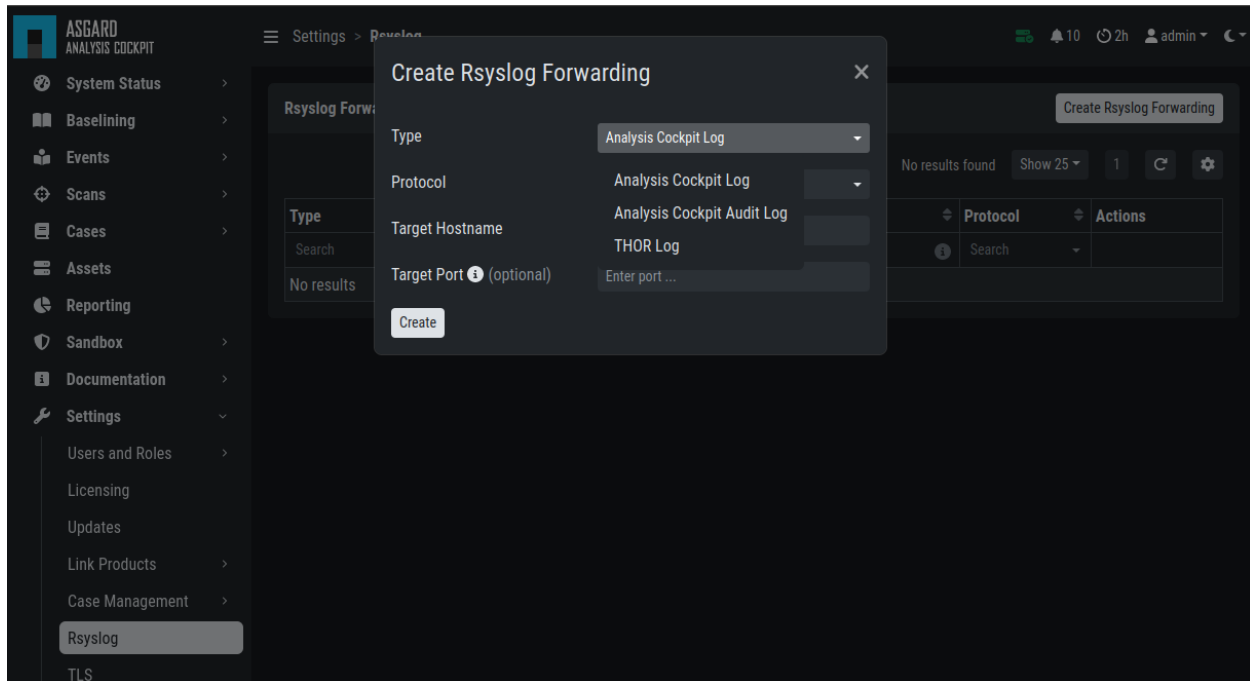 ASGARD
ANALYSIS COCKPIT
Settings > Rsyslog
10 2h admin
System Status
Baselining
Events
Scans
Cases
Assets
Reporting
Sandbox
Documentation
Settings
Users and Roles
Licensing
Updates
Link Products
Case Management
Rsyslog
TLS
Rsyslog Forwa
Create Rsyslog Forwarding
No results found Show 25 1
Type Protocol Actions
Search Search
No results
Create Rsyslog Forwarding
Type Analysis Cockpit Log
Protocol
Analysis Cockpit Log
Analysis Cockpit Audit Log
THOR Log
Target Hostname
Target Port (optional) Enter port ...
Create